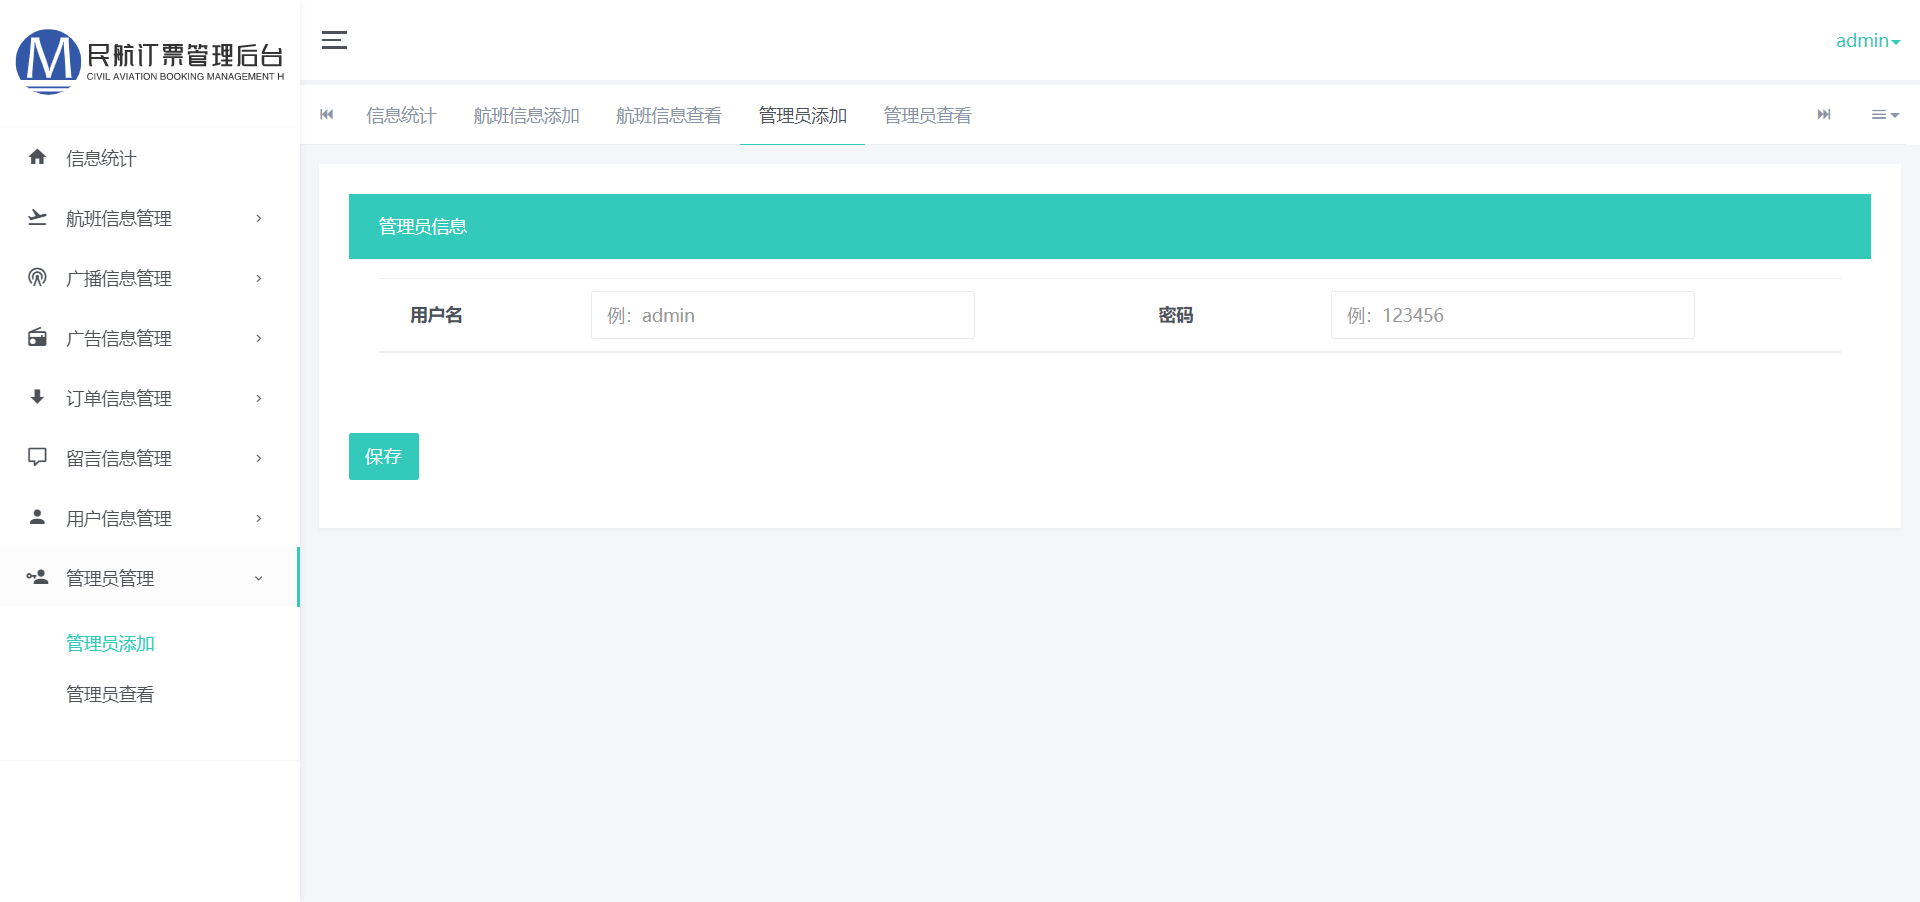 民航订票管理后台
CIVIL AVIATION BOOKING MANAGEMENT H
信息统计
航班信息管理
广播信息管理
广告信息管理
订单信息管理
留言信息管理
用户信息管理
管理员管理
管理员添加
管理员查看
admin
信息统计 航班信息添加 航班信息查看 管理员添加 管理员查看
管理员信息
用户名 例：admin 密码 例：123456
保存